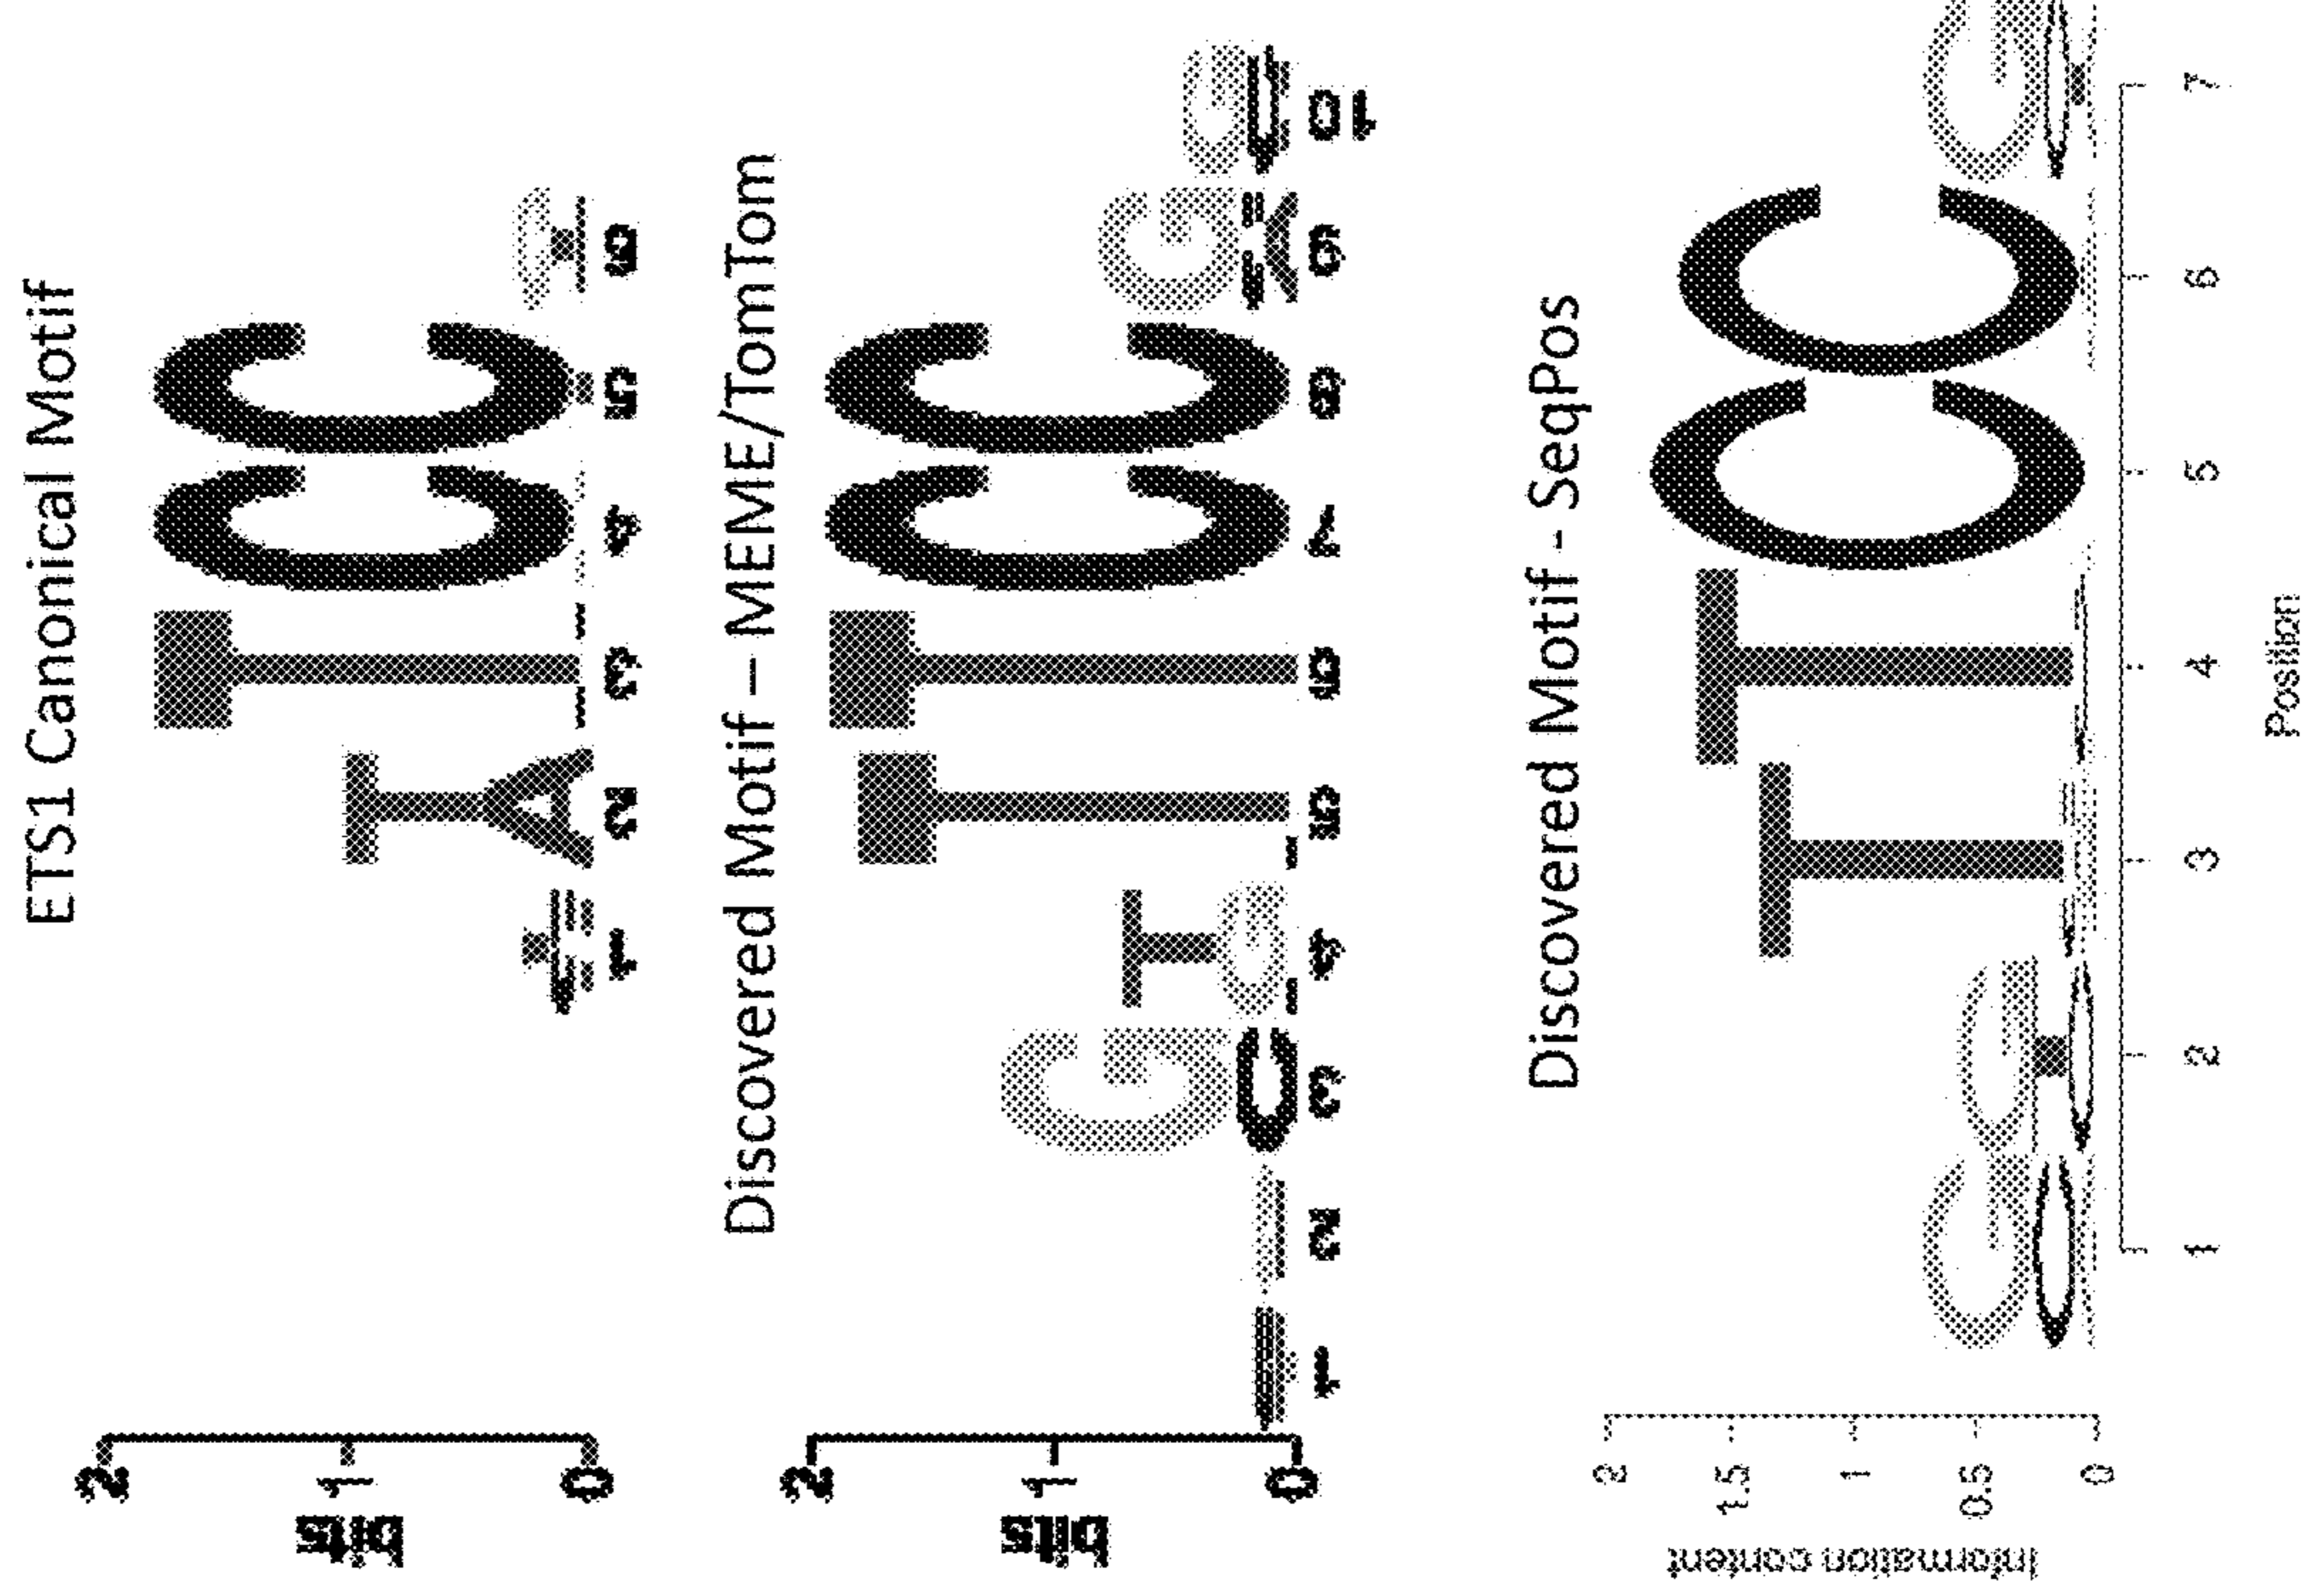 ETS1 Canonical Motif
bits
2
1
0
T
A
T
C
C
1
2
3
4
5
6
Discovered Motif – MEME/TomTom
bits
2
1
0
G
C
T
G
T
T
C
C
G
G
1
2
3
4
5
6
7
8
9
10
Discovered Motif - SeqPos
Information content
2
1.5
1
0.5
0
G
G
T
T
C
C
G
1
2
3
4
5
6
7
Position